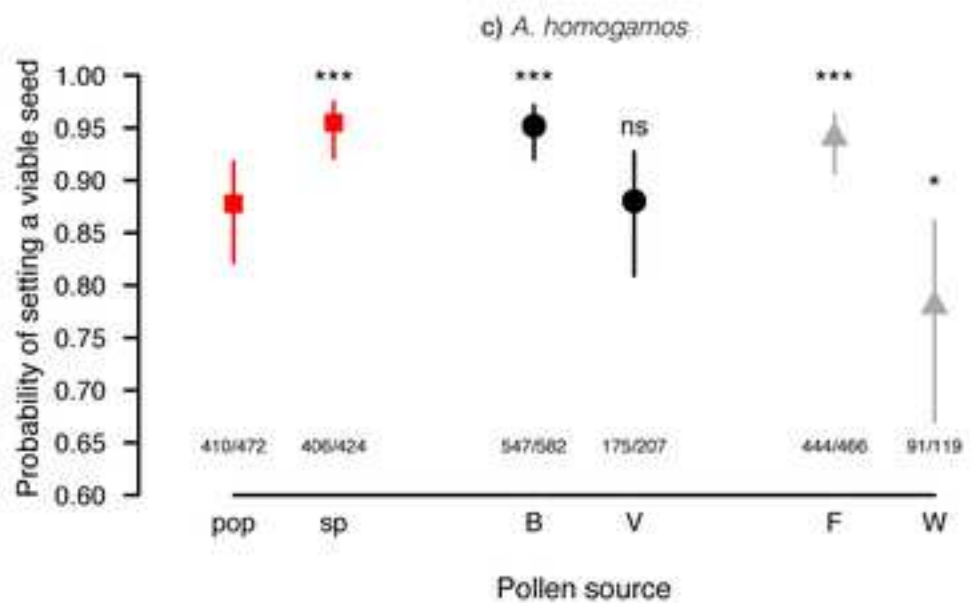 c) A. homogamos
Probability of setting a viable seed
1.00
0.95
0.90
0.85
0.80
0.75
0.70
0.65
0.60
*** *** ***
ns
*
410/472 406/424 547/562 175/207 444/466 91/119
pop sp B V F W
Pollen source